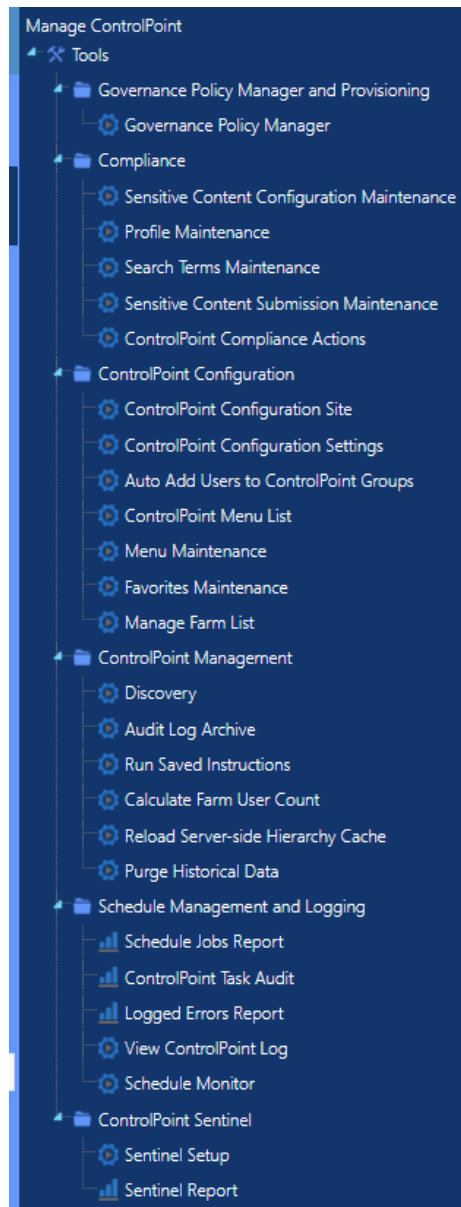 Manage ControlPoint
Tools
Governance Policy Manager and Provisioning
Governance Policy Manager
Compliance
Sensitive Content Configuration Maintenance
Profile Maintenance
Search Terms Maintenance
Sensitive Content Submission Maintenance
ControlPoint Compliance Actions
ControlPoint Configuration
ControlPoint Configuration Site
ControlPoint Configuration Settings
Auto Add Users to ControlPoint Groups
ControlPoint Menu List
Menu Maintenance
Favorites Maintenance
Manage Farm List
ControlPoint Management
Discovery
Audit Log Archive
Run Saved Instructions
Calculate Farm User Count
Reload Server-side Hierarchy Cache
Purge Historical Data
Schedule Management and Logging
Schedule Jobs Report
ControlPoint Task Audit
Logged Errors Report
View ControlPoint Log
Schedule Monitor
ControlPoint Sentinel
Sentinel Setup
Sentinel Report